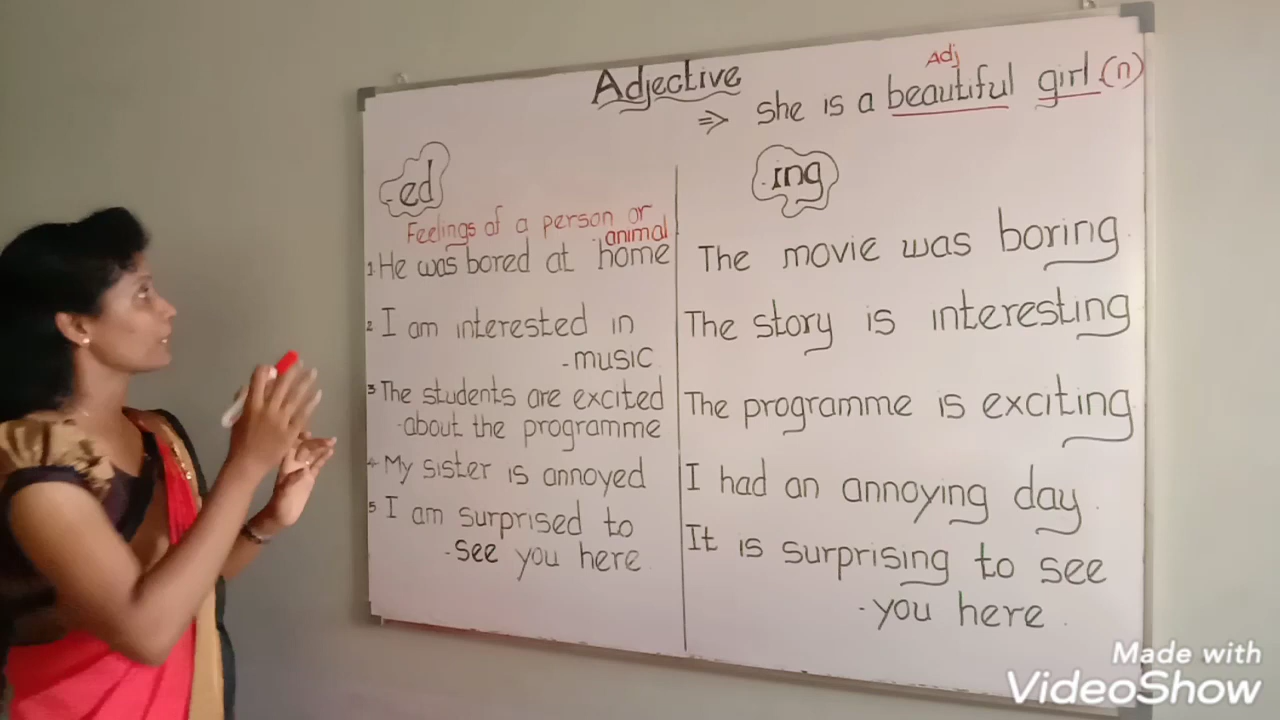 Adjective
Adj
⇒ she is a beautiful girl (n)
-ed
Feelings of a person or
animal
1 He was bored at home
2 I am interested in
- music
3 The students are excited
- about the programme
4 My sister is annoyed
5 I am surprised to
- see you here
-ing
The movie was boring.
The story is interesting
The programme is exciting
I had an annoying day.
It is surprising to see
- you here.
Made with
VideoShow